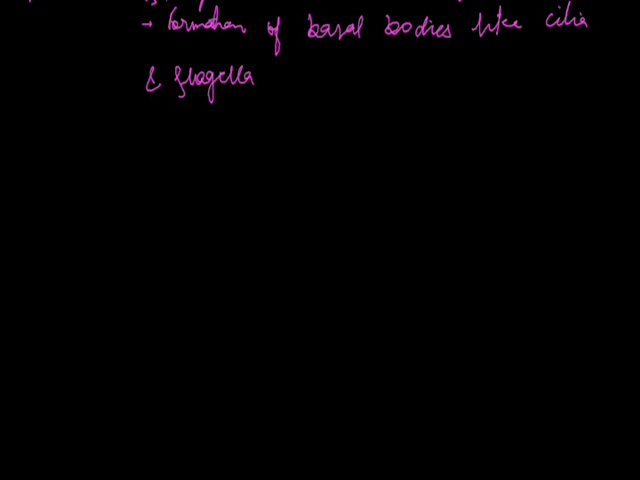 → formation of basal bodies like cilia
& flagella